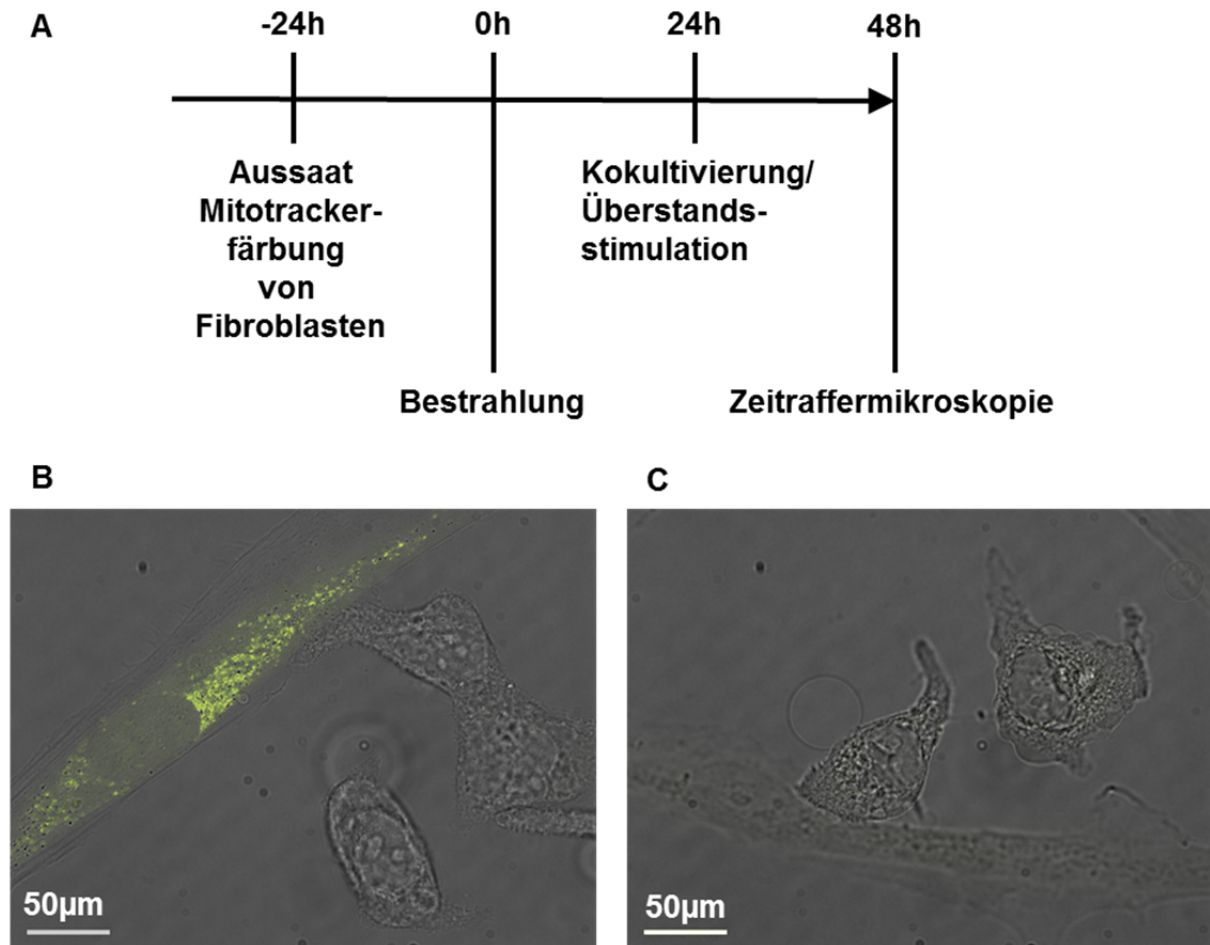 A
-24h 0h 24h 48h
Aussaat
Mitotracker-
färbung
von
Fibroblasten
Kokultivierung/
Überstands-
stimulation
Bestrahlung
Zeitraffermikroskopie
B
50µm
C
50µm